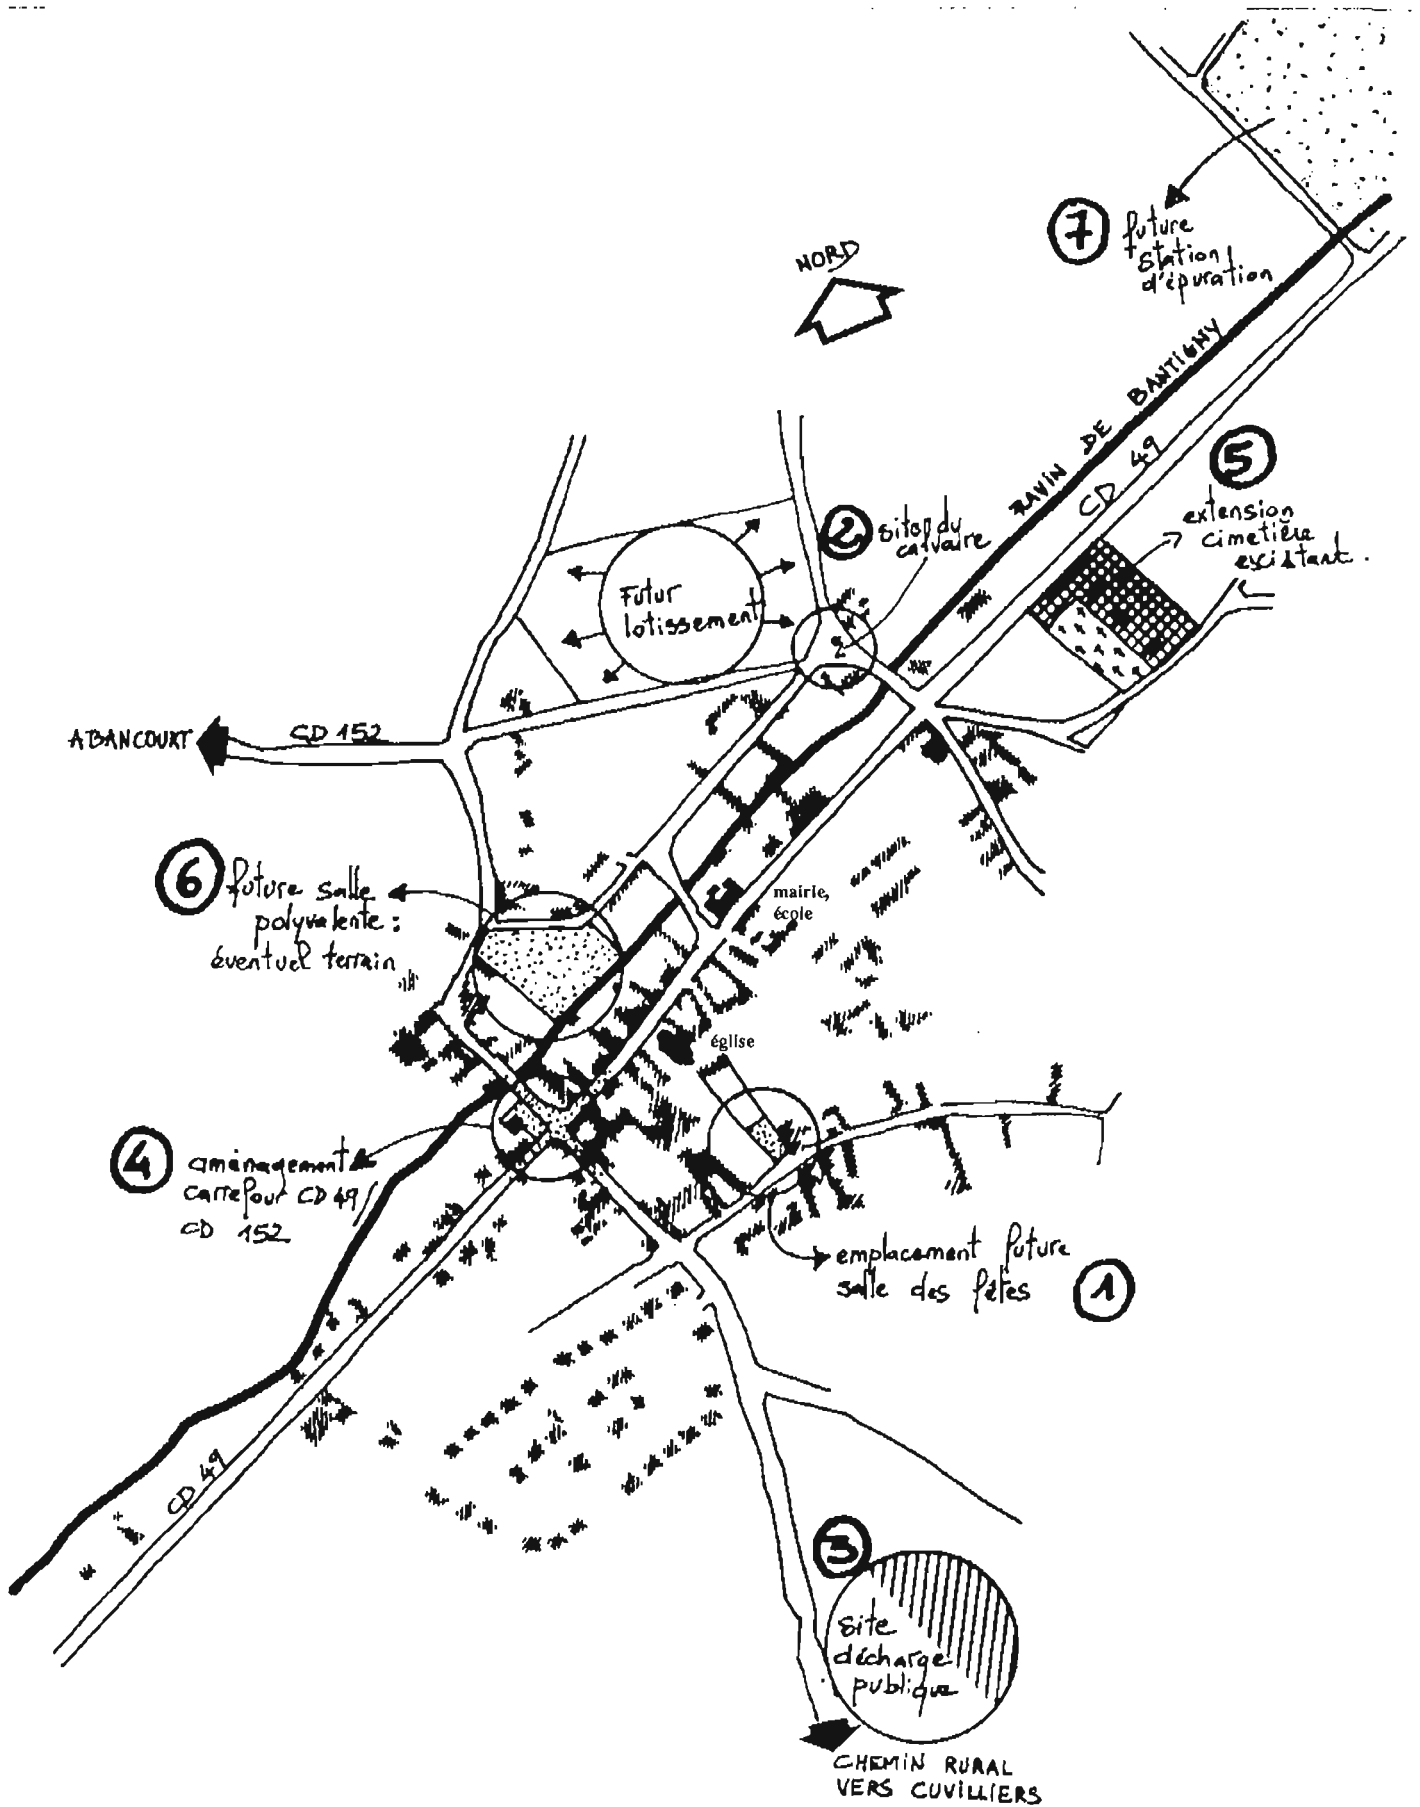 NORD
7
future
station
d'épuration
RAVIN DE BANTIGNY
CD 49
5
extension
cimetière
existant.
2
site du
calvaire
Futur
lotissement
2
ABANCOURT
CD 152
6
future salle
polyvalente :
éventuel terrain
mairie,
école
église
4
aménagement
carrefour CD 49
CD 152
emplacement future
salle des fêtes
1
CD 49
3
site
décharge
publique
CHEMIN RURAL
VERS CUVILLIERS